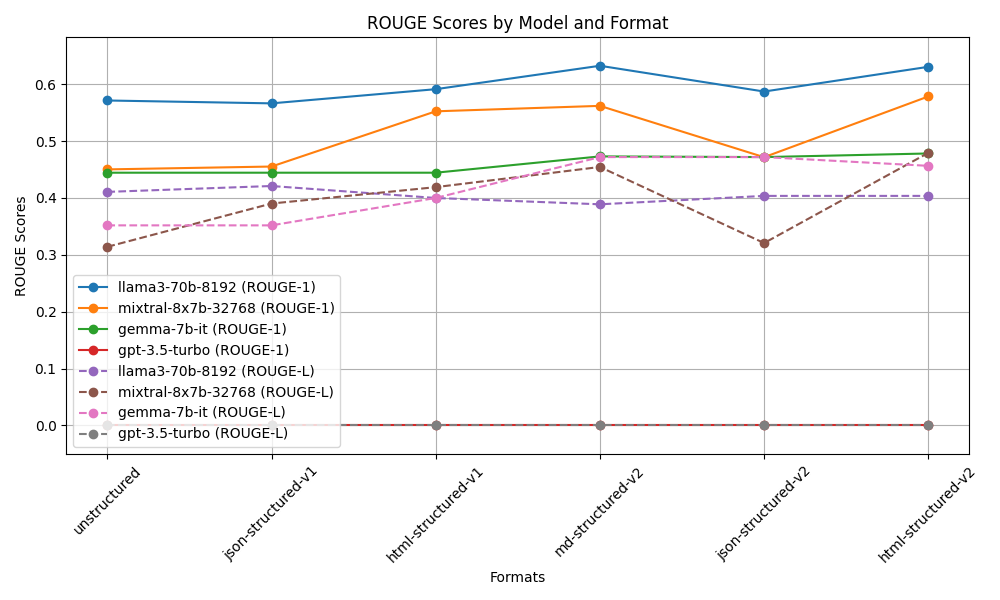 ROUGE Scores by Model and Format
ROUGE Scores
0.6
0.5
0.4
0.3
0.2
0.1
0.0
llama3-70b-8192 (ROUGE-1)
mixtral-8x7b-32768 (ROUGE-1)
gemma-7b-it (ROUGE-1)
gpt-3.5-turbo (ROUGE-1)
llama3-70b-8192 (ROUGE-L)
mixtral-8x7b-32768 (ROUGE-L)
gemma-7b-it (ROUGE-L)
gpt-3.5-turbo (ROUGE-L)
unstructured
json-structured-v1
html-structured-v1
md-structured-v2
json-structured-v2
html-structured-v2
Formats